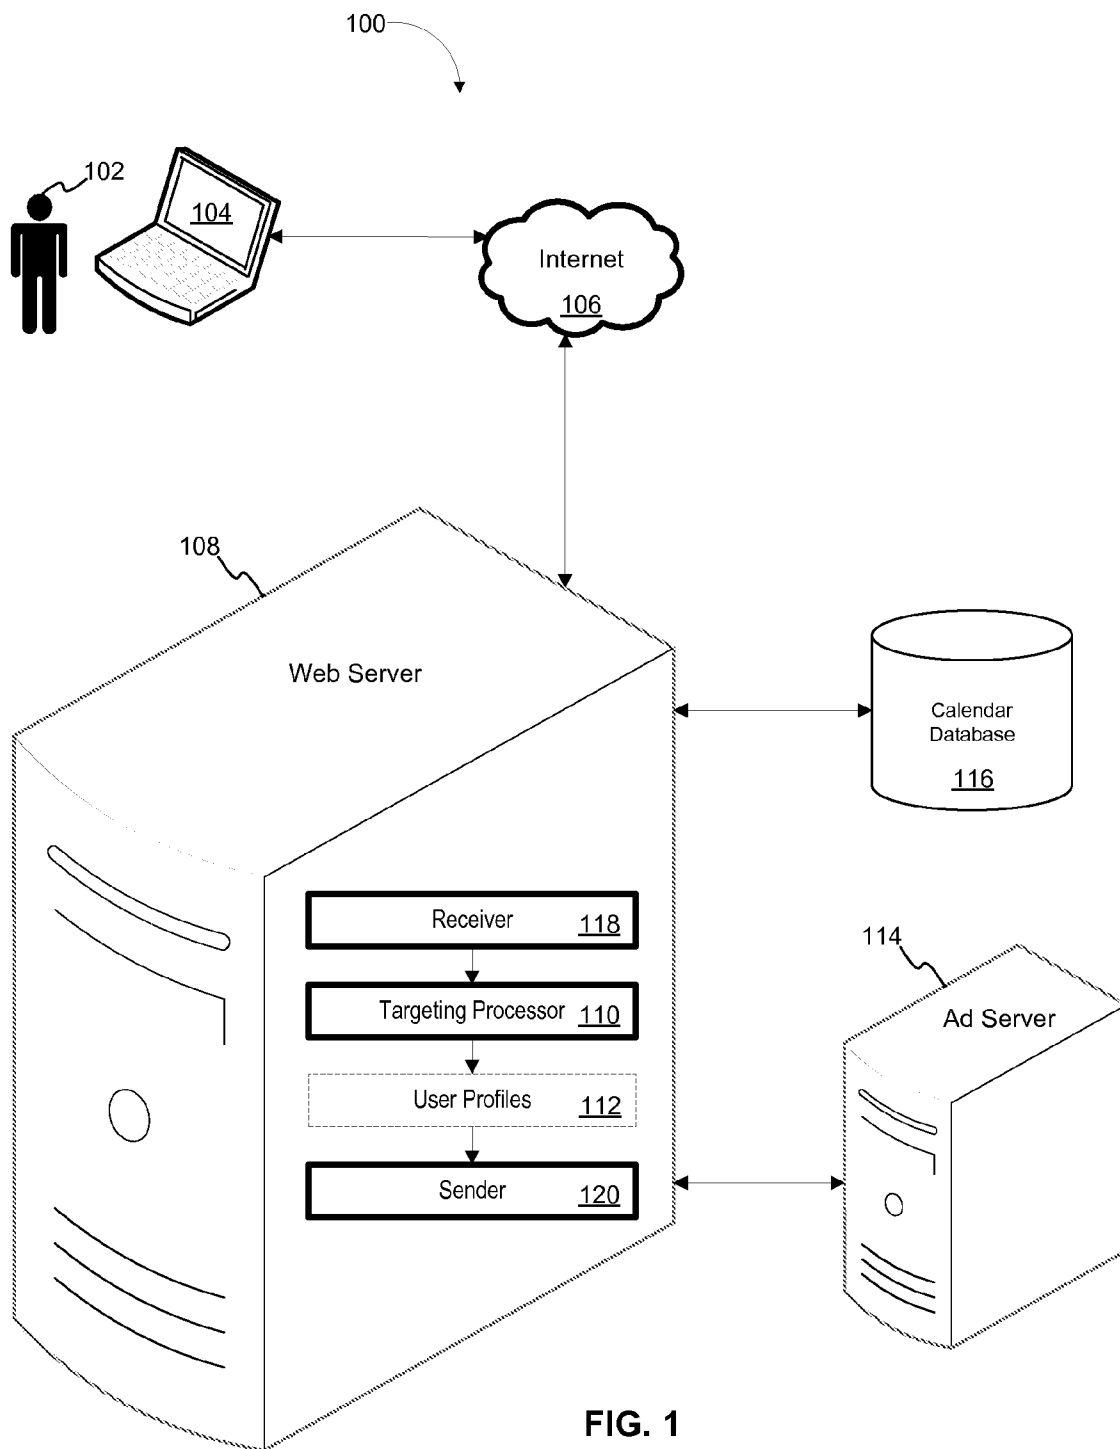 100
102
104
Internet
106
108
Web Server
Calendar
Database
116
Receiver 118
114
Targeting Processor 110
Ad Server
User Profiles 112
Sender 120
FIG. 1